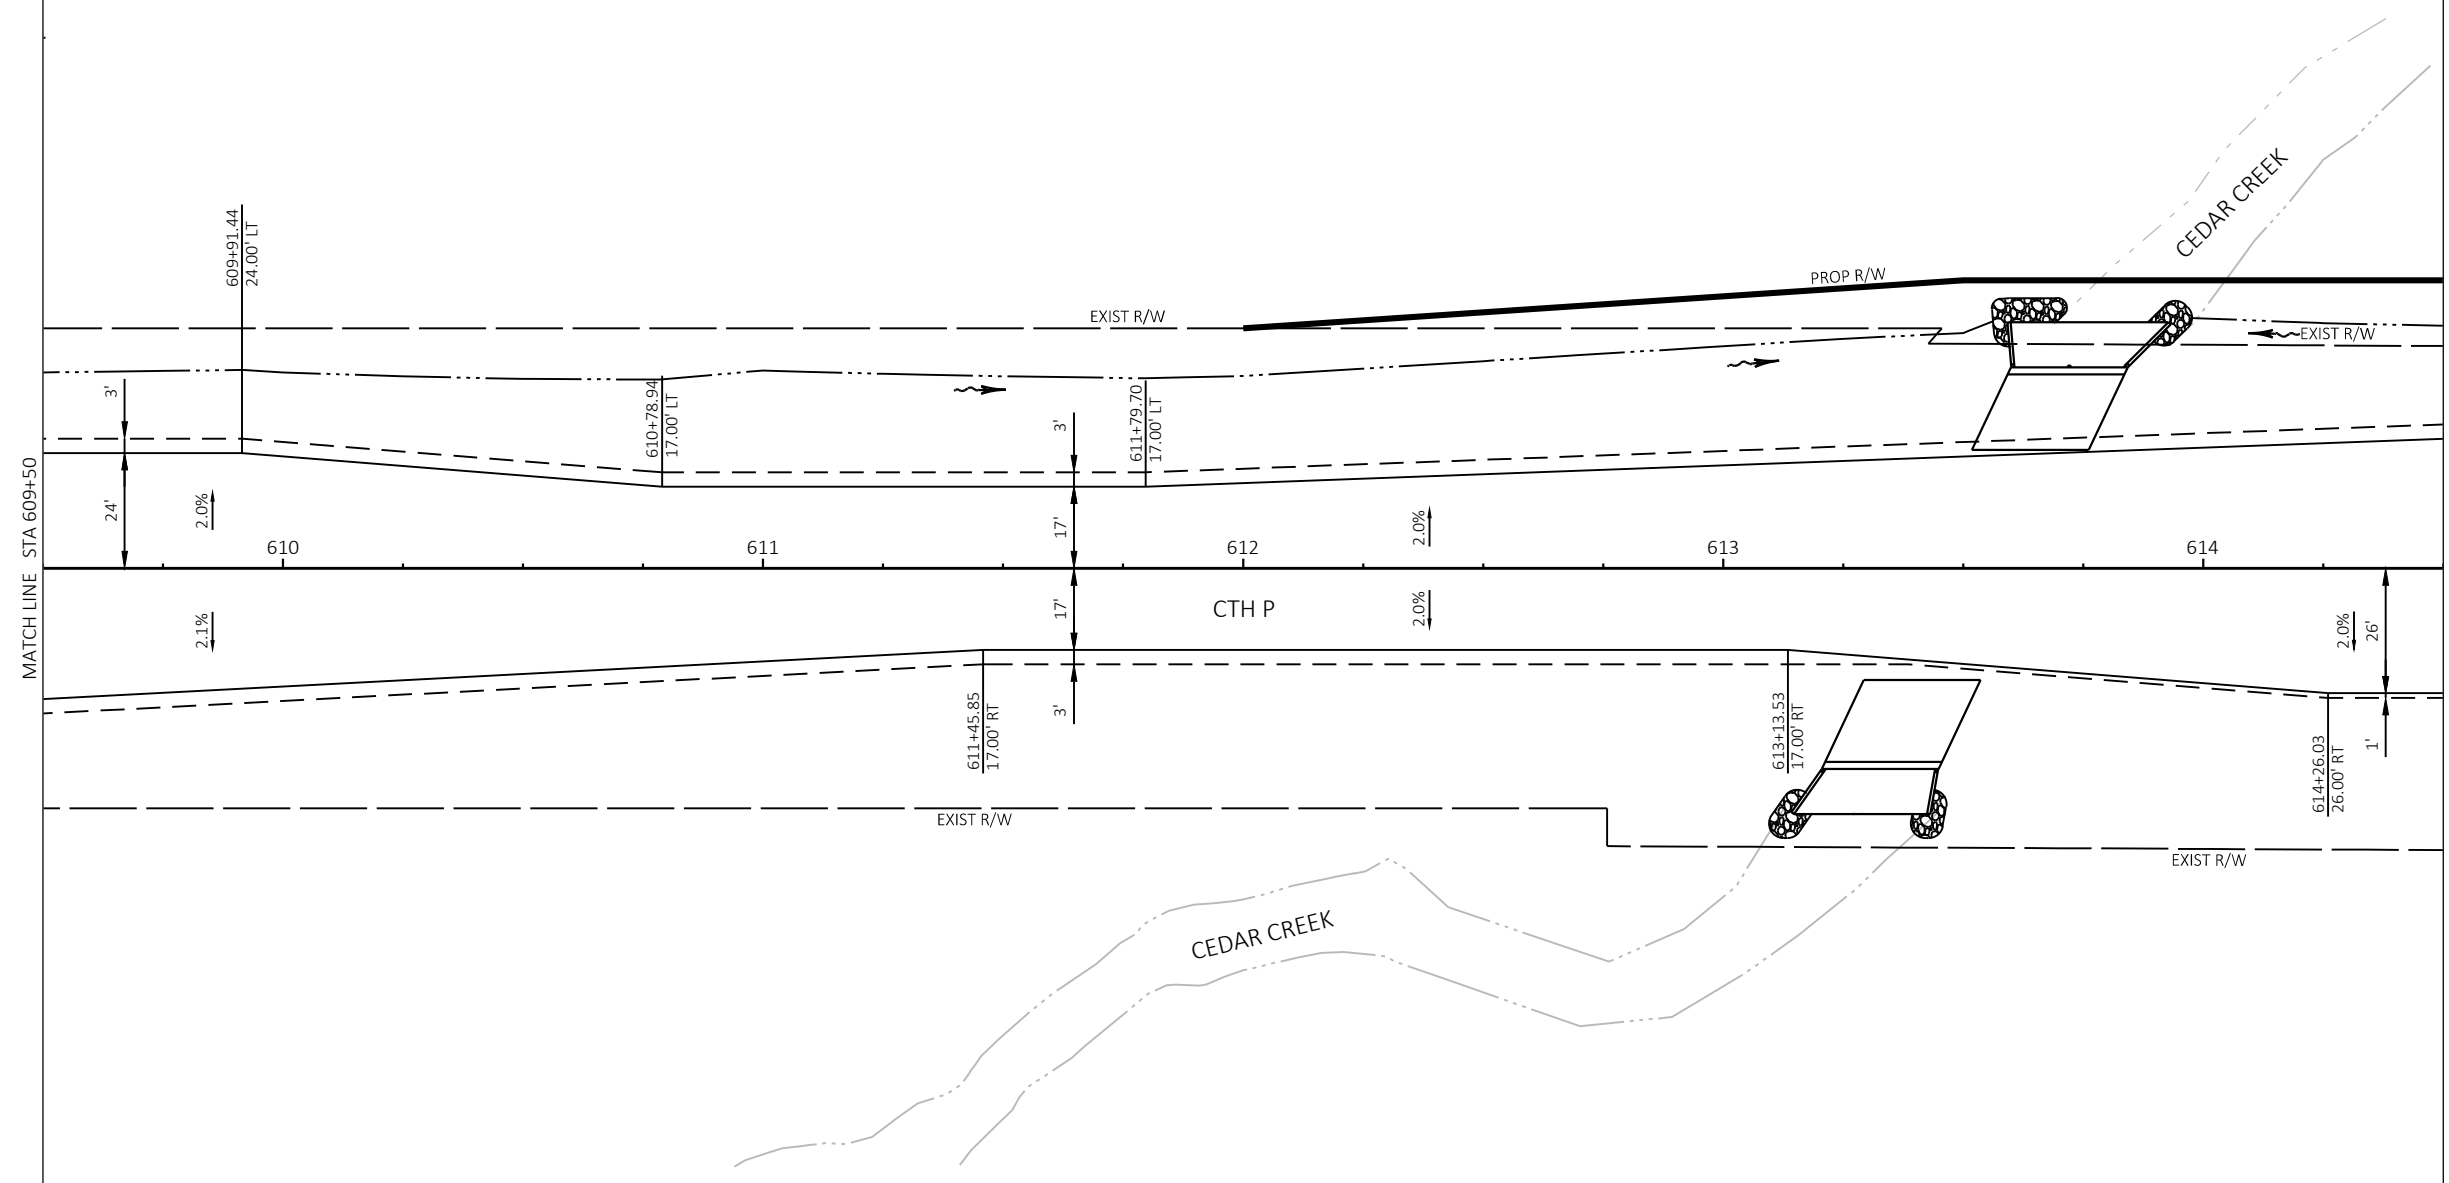 CEDAR CREEK
609+91.44
24.00' LT
PROP R/W
EXIST R/W
EXIST R/W
3'
610+78.94
17.00' LT
3'
611+79.70
17.00' LT
MATCH LINE STA 609+50
24'
2.0%
17'
2.0%
610
611
612
613
614
2.1%
17'
CTH P
2.0%
2.0%
26'
611+45.85
17.00' RT
3'
613+13.53
17.00' RT
614+26.03
26.00' RT
1'
EXIST R/W
EXIST R/W
CEDAR CREEK